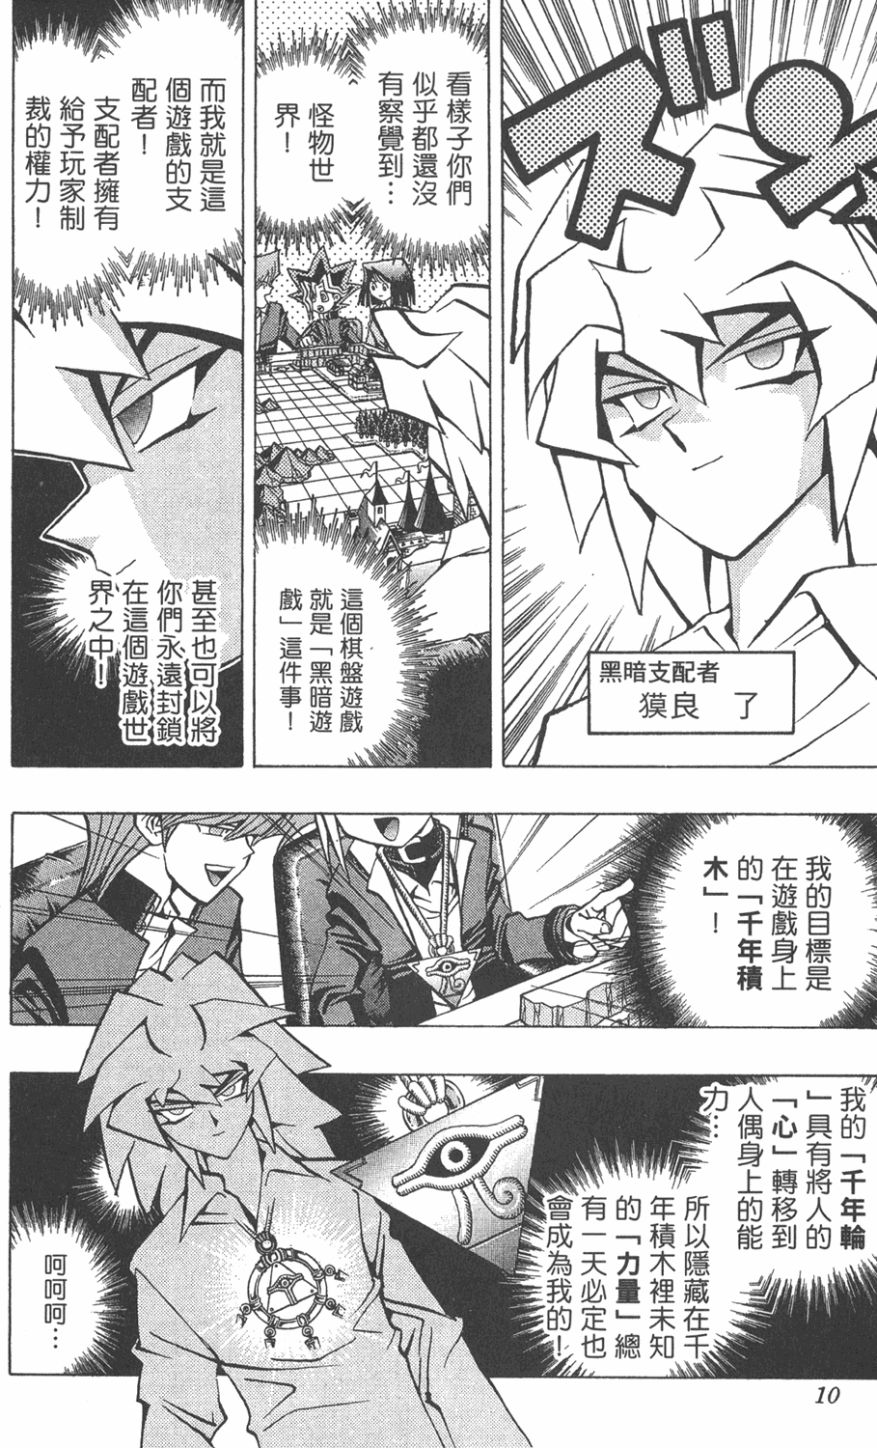 ズズ
黑暗支配者
獏良 了
看樣子你們
似乎都還沒
有察覺到…
怪物世
界！
這個棋盤遊戲
就是「黑暗遊
戲」這件事！
而我就是這
個遊戲的支
配者！
支配者擁有
給予玩家制
裁的權力！
甚至也可以將
你們永遠封鎖
在這個遊戲世
界之中！
我的目標是
在遊戲身上
的「千年積
木」！
我的「千年輪
」具有將人的
「心」轉移到
人偶身上的能
力…
所以隱藏在千
年積木裡未知
的「力量」總
有一天必定也
會成為我的！
呵呵呵…
10